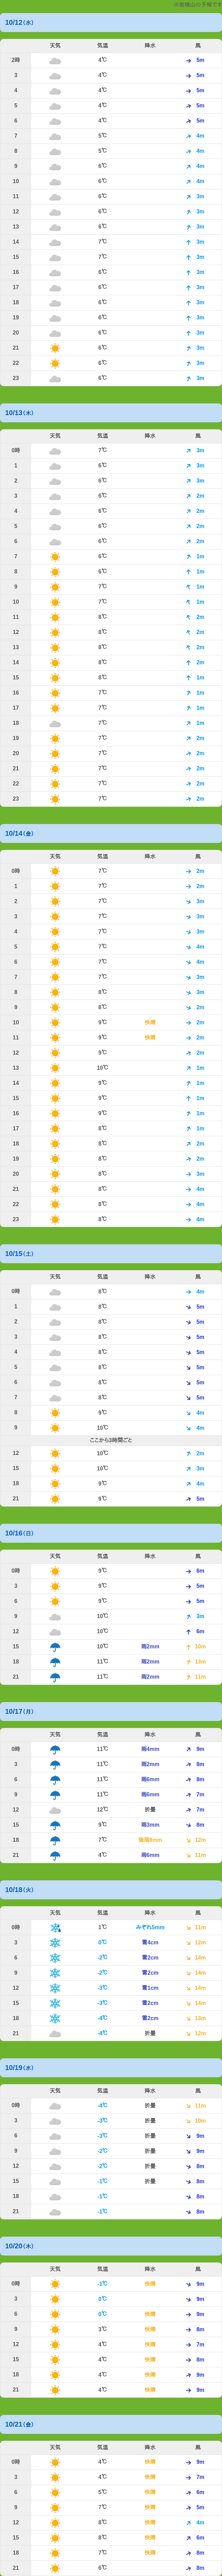 天狗横山の予報です
10/12(水)
天気 気温 降水 風
2時 4℃ 5m
3 4℃ 5m
4 4℃ 5m
5 4℃ 5m
6 4℃ 5m
7 5℃ 4m
8 5℃ 4m
9 6℃ 4m
10 6℃ 4m
11 6℃ 3m
12 6℃ 3m
13 6℃ 3m
14 7℃ 3m
15 7℃ 3m
16 6℃ 3m
17 6℃ 3m
18 6℃ 3m
19 6℃ 3m
20 6℃ 3m
21 6℃ 3m
22 6℃ 3m
23 6℃ 3m
10/13(木)
天気 気温 降水 風
0時 7℃ 3m
1 6℃ 3m
2 6℃ 3m
3 6℃ 2m
4 6℃ 2m
5 6℃ 2m
6 6℃ 2m
7 6℃ 1m
8 6℃ 1m
9 7℃ 1m
10 7℃ 1m
11 8℃ 2m
12 8℃ 2m
13 8℃ 2m
14 8℃ 2m
15 8℃ 1m
16 7℃ 1m
17 7℃ 1m
18 7℃ 1m
19 7℃ 2m
20 7℃ 2m
21 7℃ 2m
22 7℃ 2m
23 7℃ 2m
10/14(金)
天気 気温 降水 風
0時 7℃ 2m
1 7℃ 2m
2 7℃ 3m
3 7℃ 3m
4 7℃ 3m
5 7℃ 4m
6 7℃ 4m
7 7℃ 3m
8 8℃ 3m
9 8℃ 2m
10 9℃ 快晴 2m
11 9℃ 快晴 2m
12 9℃ 2m
13 10℃ 1m
14 9℃ 1m
15 9℃ 1m
16 9℃ 1m
17 8℃ 1m
18 8℃ 2m
19 8℃ 2m
20 8℃ 3m
21 8℃ 4m
22 8℃ 4m
23 8℃ 4m
10/15(土)
天気 気温 降水 風
0時 8℃ 4m
1 8℃ 5m
2 8℃ 5m
3 8℃ 5m
4 8℃ 5m
5 8℃ 5m
6 8℃ 5m
7 8℃ 5m
8 9℃ 4m
9 10℃ 4m
ここから3時間ごと
12 10℃ 2m
15 10℃ 3m
18 9℃ 4m
21 9℃ 5m
10/16(日)
天気 気温 降水 風
0時 9℃ 6m
3 9℃ 5m
6 9℃ 5m
9 10℃ 3m
12 11℃ 6m
15 10℃ 雨2mm 10m
18 11℃ 雨2mm 13m
21 11℃ 雨2mm 11m
10/17(月)
天気 気温 降水 風
0時 11℃ 雨4mm 9m
3 11℃ 雨2mm 8m
6 11℃ 雨6mm 8m
9 11℃ 雨6mm 7m
12 12℃ 折曇 7m
15 9℃ 雨3mm 8m
18 7℃ 強雨8mm 12m
21 4℃ 雨6mm 11m
10/18(火)
天気 気温 降水 風
0時 1℃ みぞれ5mm 11m
3 0℃ 雪4cm 12m
6 -2℃ 雪2cm 14m
9 -2℃ 雪2cm 14m
12 -3℃ 雪1cm 14m
15 -3℃ 雪2cm 14m
18 -4℃ 雪2cm 13m
21 -4℃ 折曇 12m
10/19(水)
天気 気温 降水 風
0時 -4℃ 折曇 11m
3 -3℃ 折曇 10m
6 -3℃ 折曇 9m
9 -2℃ 折曇 9m
12 -2℃ 折曇 8m
15 -1℃ 折曇 8m
18 -1℃ 8m
21 -1℃ 8m
10/20(木)
天気 気温 降水 風
0時 -1℃ 快晴 9m
3 0℃ 9m
6 0℃ 快晴 9m
9 3℃ 快晴 8m
12 4℃ 快晴 7m
15 4℃ 快晴 8m
18 4℃ 快晴 9m
21 4℃ 快晴 9m
10/21(金)
天気 気温 降水 風
0時 4℃ 快晴 9m
3 4℃ 快晴 7m
6 5℃ 快晴 6m
9 7℃ 快晴 5m
12 8℃ 快晴 4m
15 8℃ 快晴 6m
18 7℃ 快晴 8m
21 6℃ 8m